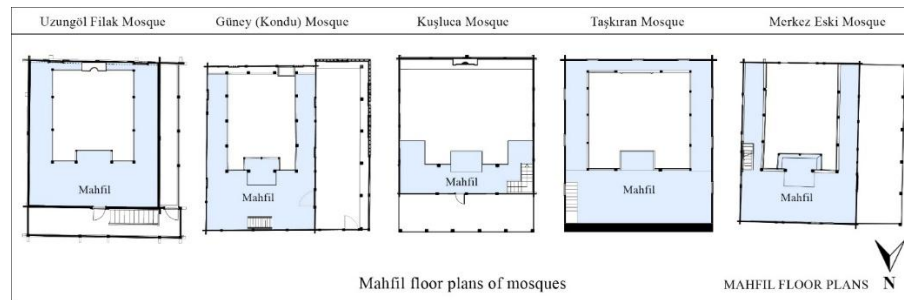 Uzungöl Filak Mosque
Güney (Kondu) Mosque
Kuşluca Mosque
Taşkıran Mosque
Merkez Eski Mosque
Mahfil
Mahfil
Mahfil
Mahfil
Mahfil
Mahfil floor plans of mosques
MAHFIL FLOOR PLANS
N